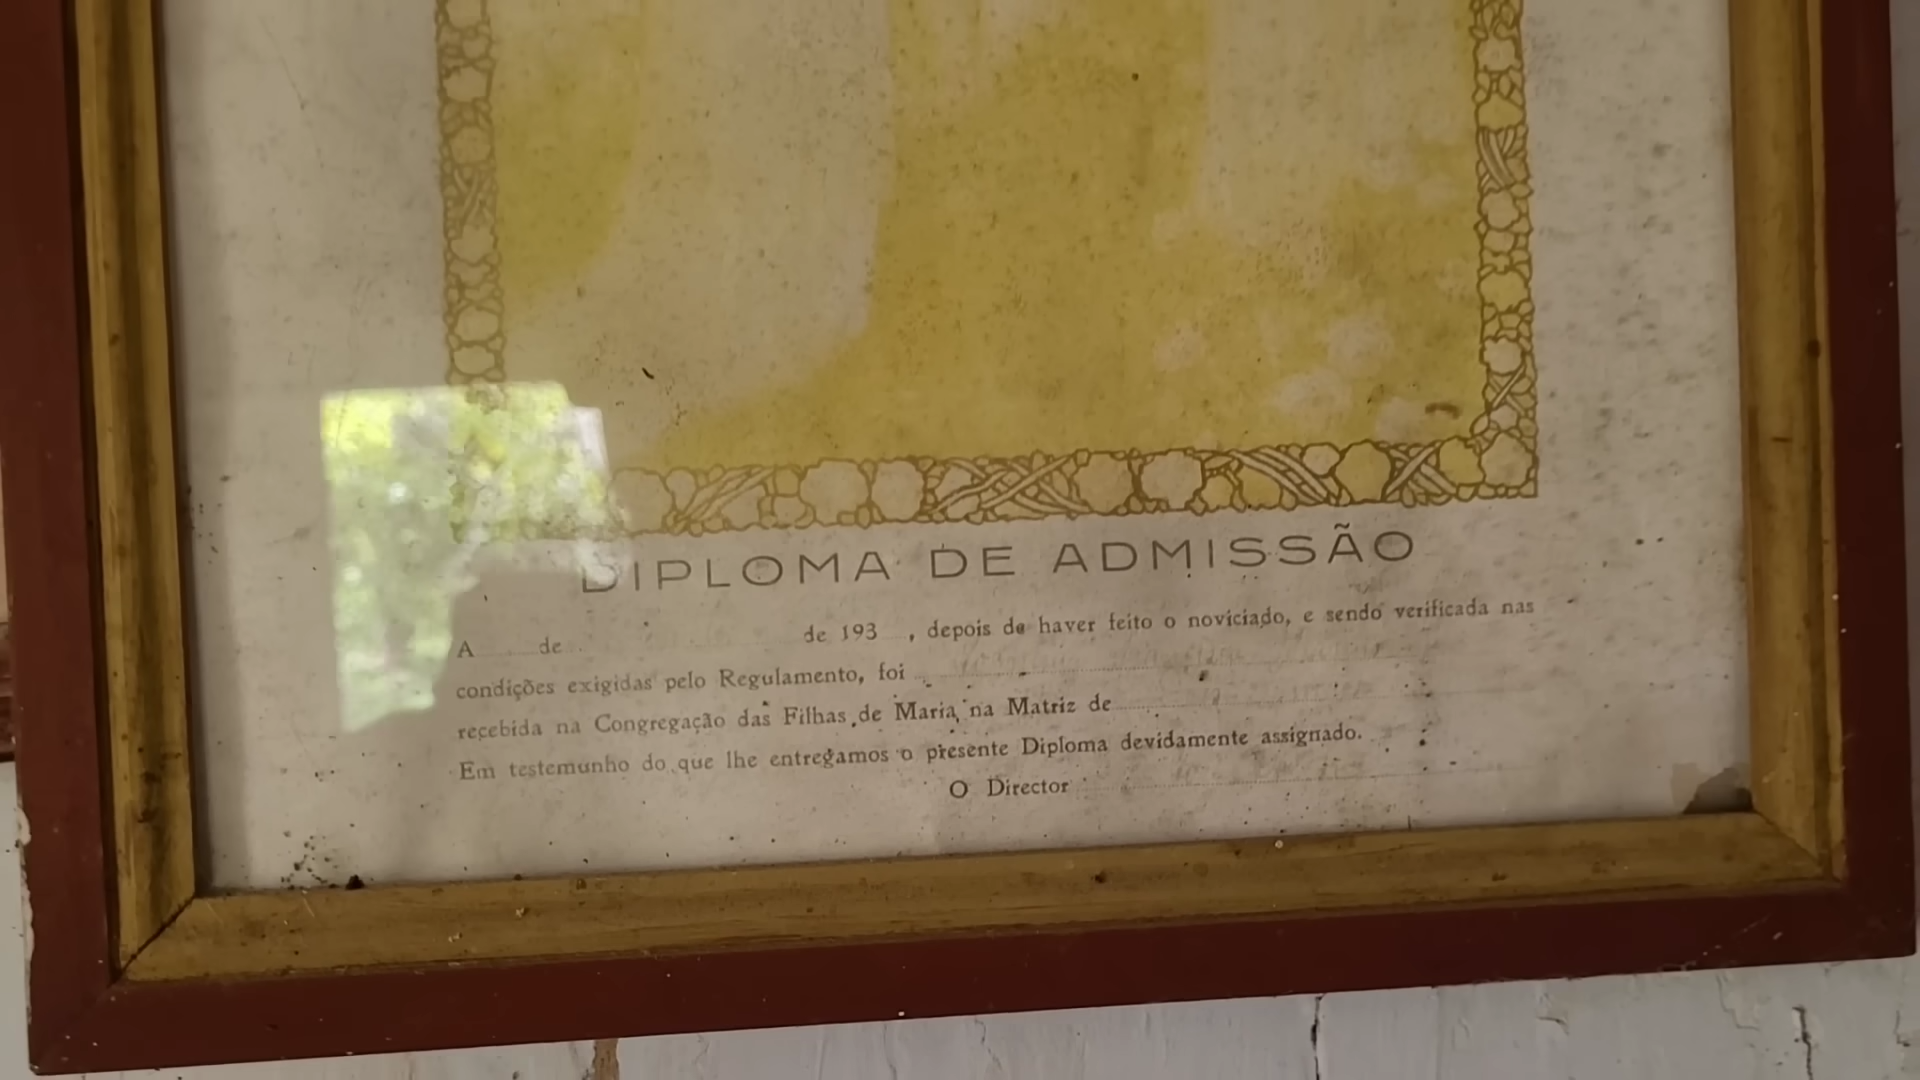 DIPLOMA DE ADMISSÃO
A de de 193 , depois de haver feito o noviciado, e sendo verificada nas
condições exigidas pelo Regulamento, foi
recebida na Congregação das Filhas de Maria, na Matriz de
Em testemunho do que lhe entregamos o presente Diploma devidamente assignado.
O Director